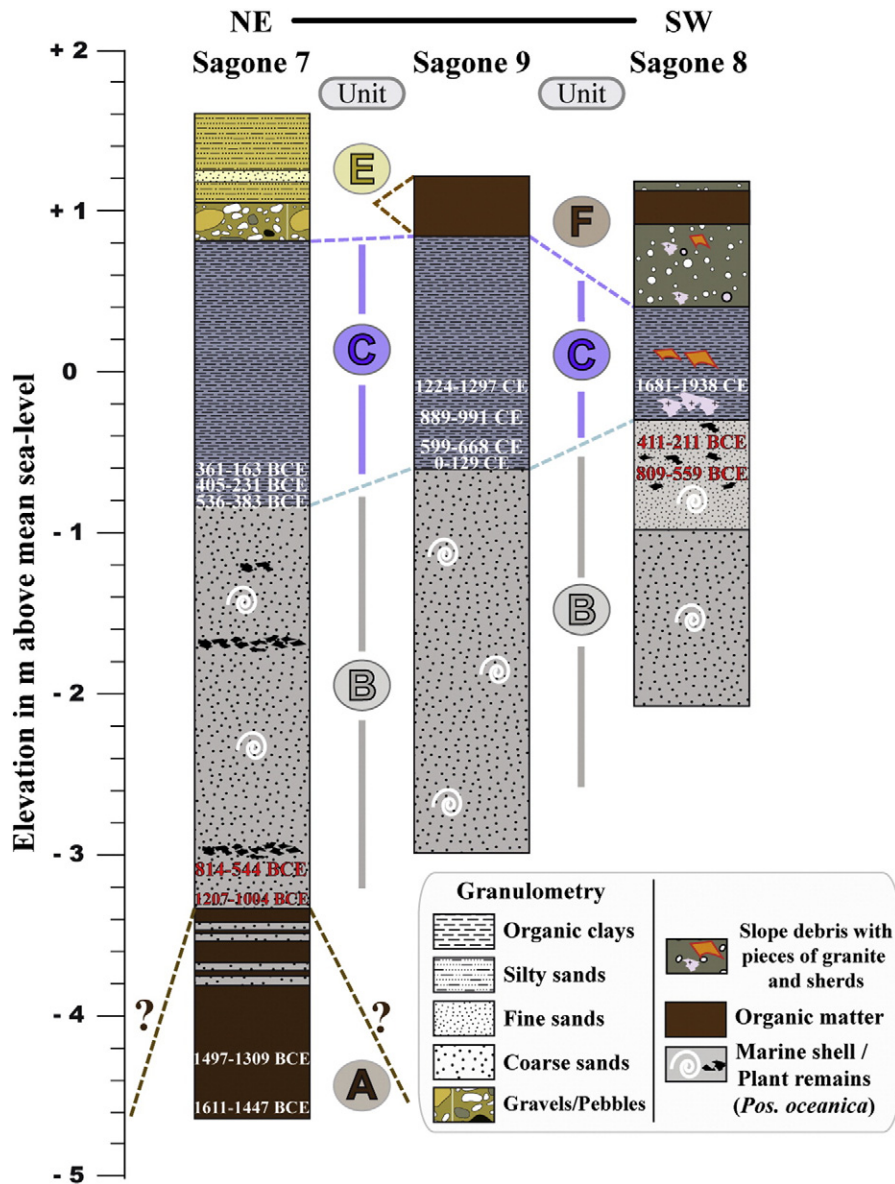 NE
SW
Sagone 7
Sagone 9
Sagone 8
Unit
Unit
Elevation in m above mean sea-level
+ 2
+ 1
0
- 1
- 2
- 3
- 4
- 5
E
F
C
C
B
B
A
361-163 BCE
405-231 BCE
536-383 BCE
814-544 BCE
1207-1004 BCE
1497-1309 BCE
1611-1447 BCE
?
?
1224-1297 CE
889-991 CE
599-668 CE
0-129 CE
1681-1938 CE
411-211 BCE
809-559 BCE
Granulometry
Organic clays
Silty sands
Fine sands
Coarse sands
Gravels/Pebbles
Slope debris with
pieces of granite
and sherds
Organic matter
Marine shell /
Plant remains
(Pos. oceanica)